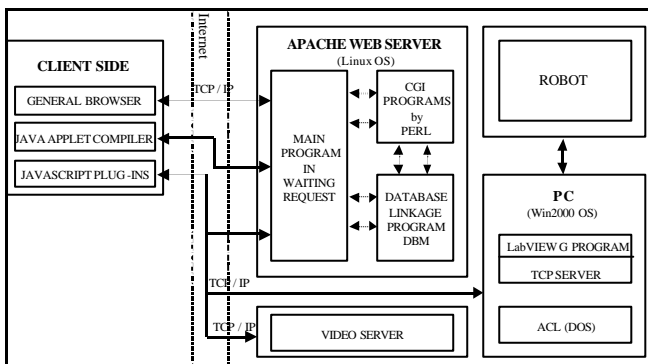 Internet
CLIENT SIDE
GENERAL BROWSER
JAVA APPLET COMPILER
JAVASCRIPT PLUG-INS
TCP / IP
APACHE WEB SERVER
(Linux OS)
MAIN
PROGRAM
IN
WAITING
REQUEST
CGI
PROGRAMS
by
PERL
DATABASE
LINKAGE
PROGRAM
DBM
TCP / IP
TCP / IP
VIDEO SERVER
ROBOT
PC
(Win2000 OS)
LabVIEW G PROGRAM
TCP SERVER
ACL (DOS)